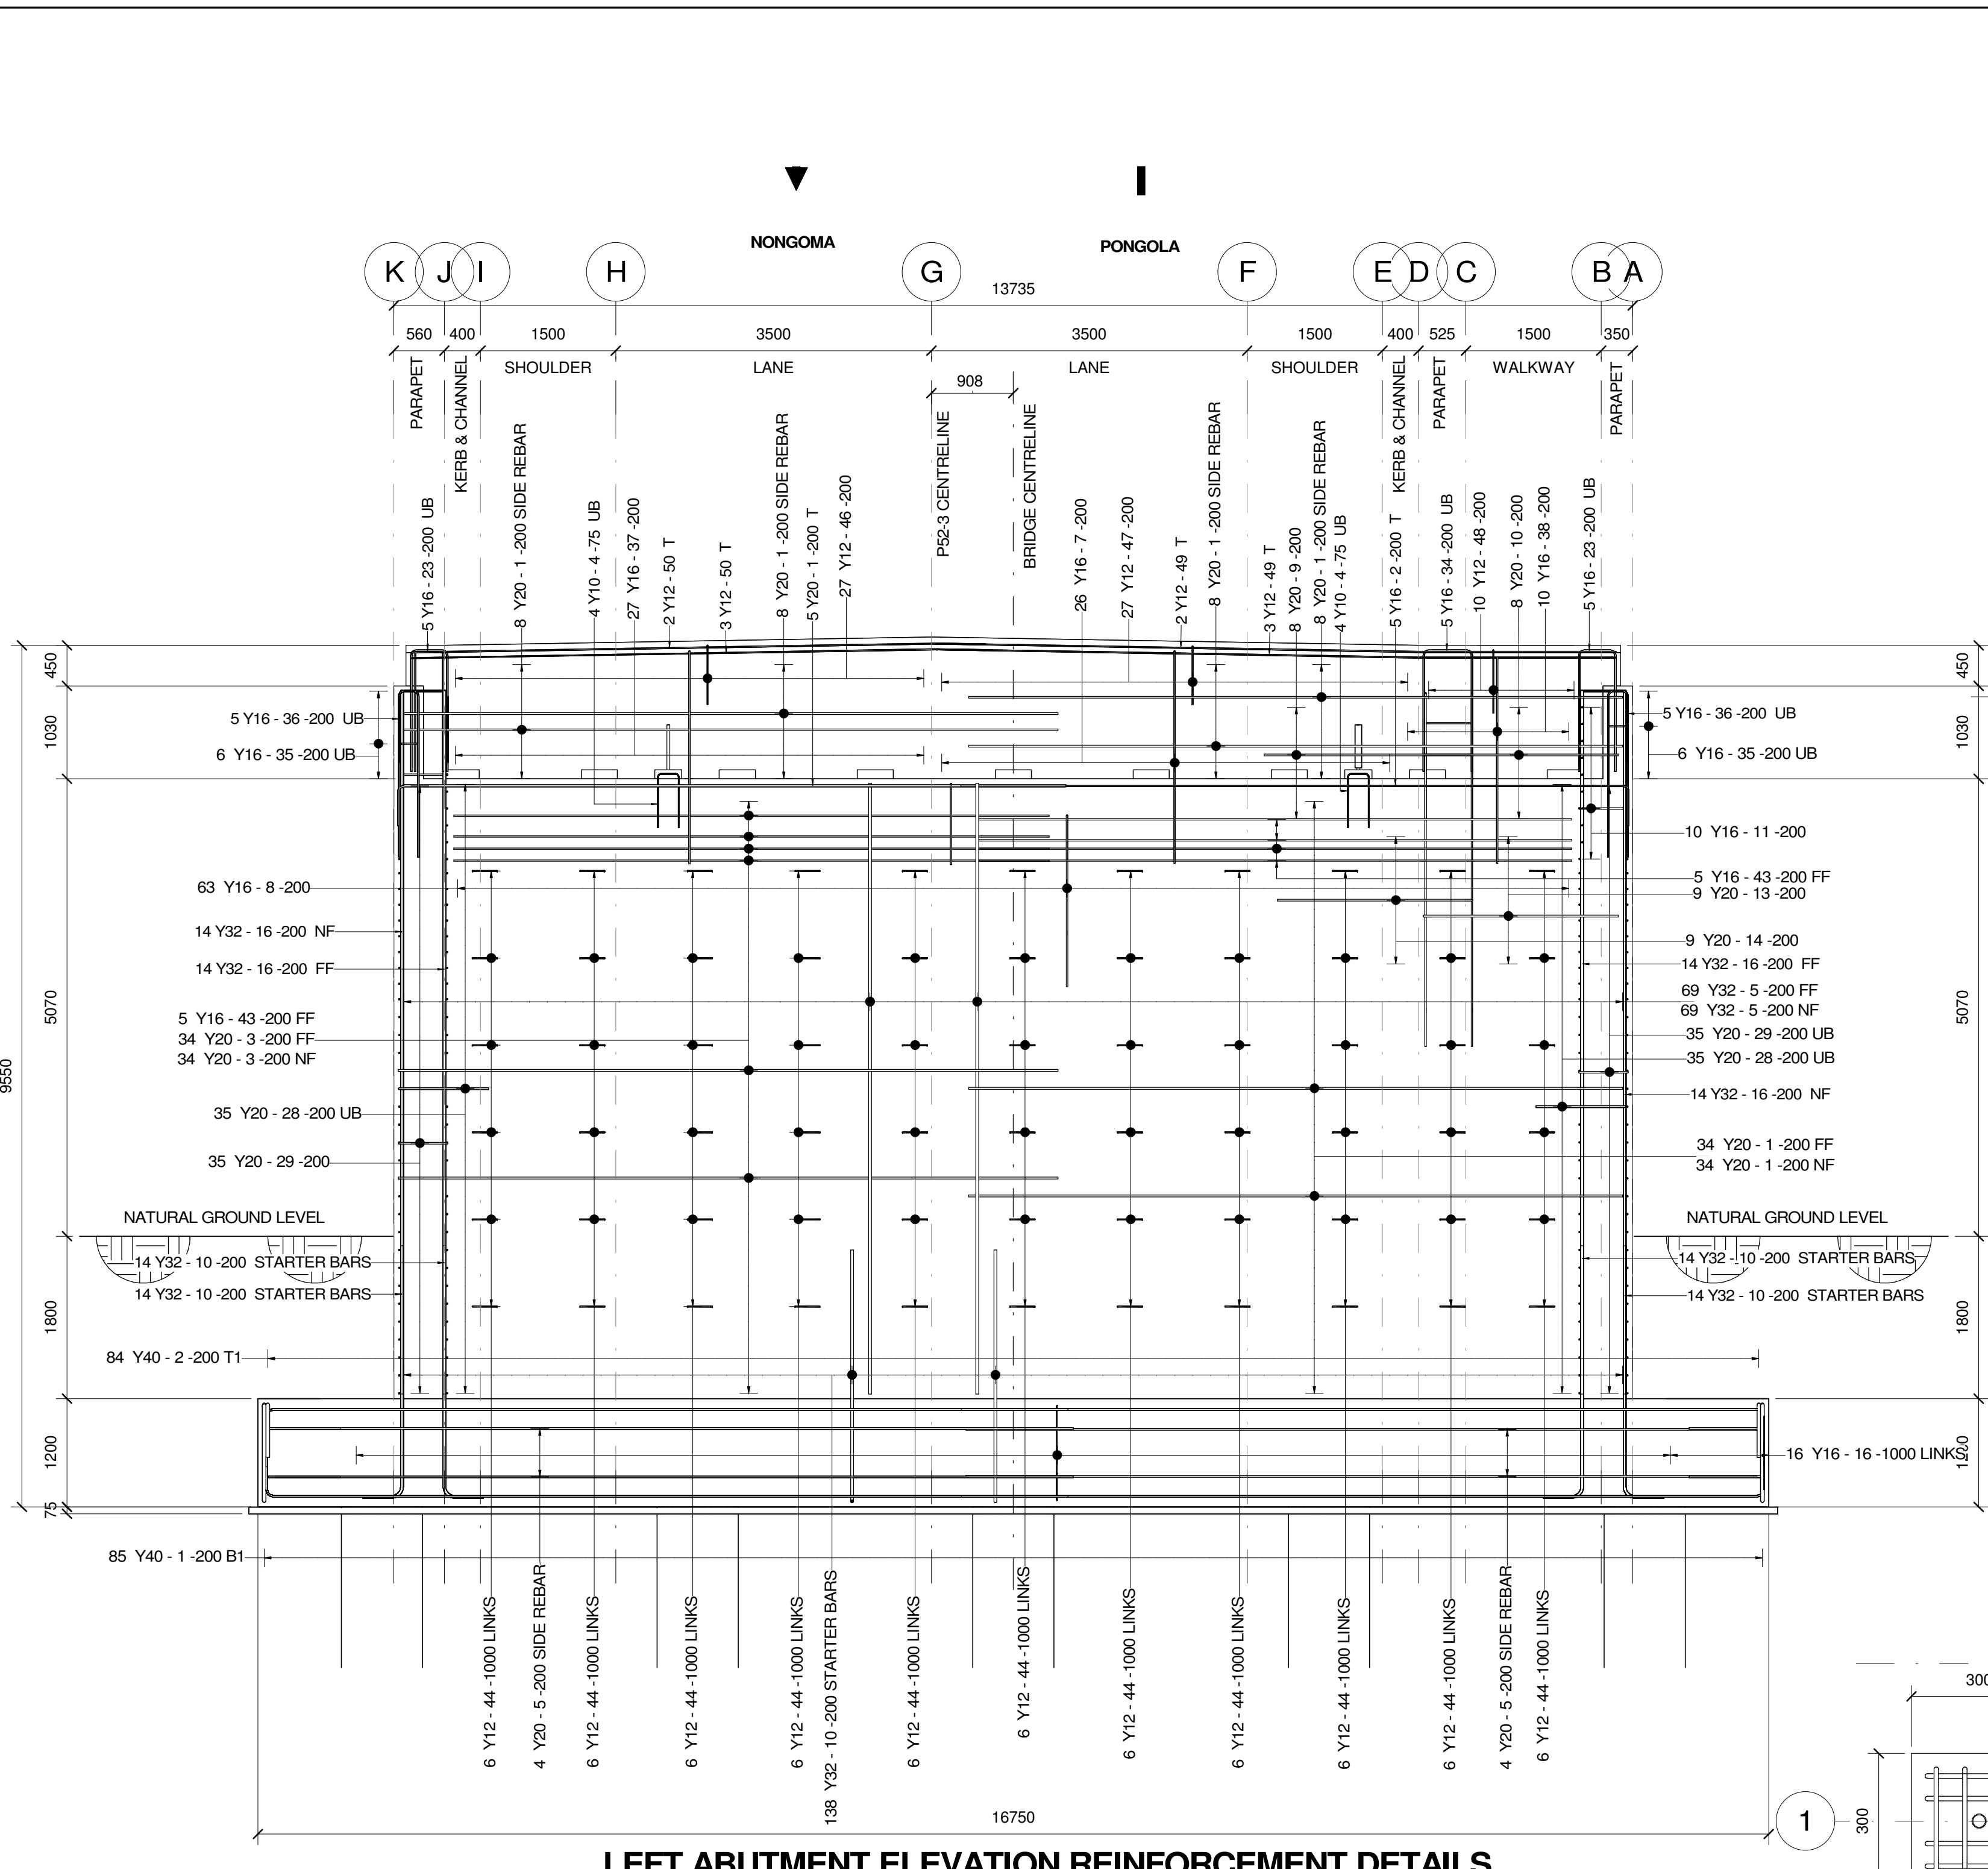 NONGOMA
PONGOLA
K
J
I
H
G
F
E
D
C
B
A
13735
560
400
1500
3500
3500
1500
400
525
1500
350
PARAPET
KERB & CHANNEL
SHOULDER
LANE
LANE
SHOULDER
KERB & CHANNEL
PARAPET
WALKWAY
PARAPET
908
P52-3 CENTRELINE
BRIDGE CENTRELINE
5 Y16 - 23 -200 UB
8 Y20 - 1 -200 SIDE REBAR
4 Y10 - 4 -75 UB
27 Y16 - 37 -200
2 Y12 - 50 T
3 Y12 - 50 T
8 Y20 - 1 -200 SIDE REBAR
5 Y20 - 1 -200 T
27 Y12 - 46 -200
26 Y16 - 7 -200
27 Y12 - 47 -200
2 Y12 - 49 T
8 Y20 - 1 -200 SIDE REBAR
3 Y12 - 49 T
8 Y20 - 9 -200
8 Y20 - 1 -200 SIDE REBAR
4 Y10 - 4 -75 UB
5 Y16 - 2 -200 T
5 Y16 - 34 -200 UB
10 Y12 - 48 -200
8 Y20 - 10 -200
10 Y16 - 38 -200
5 Y16 - 23 -200 UB
9550
450
1030
5070
1800
1200
75
5 Y16 - 36 -200 UB
6 Y16 - 35 -200 UB
63 Y16 - 8 -200
14 Y32 - 16 -200 NF
14 Y32 - 16 -200 FF
5 Y16 - 43 -200 FF
34 Y20 - 3 -200 FF
34 Y20 - 3 -200 NF
35 Y20 - 28 -200 UB
35 Y20 - 29 -200
NATURAL GROUND LEVEL
14 Y32 - 10 -200 STARTER BARS
14 Y32 - 10 -200 STARTER BARS
84 Y40 - 2 -200 T1
85 Y40 - 1 -200 B1
5 Y16 - 36 -200 UB
6 Y16 - 35 -200 UB
10 Y16 - 11 -200
5 Y16 - 43 -200 FF
9 Y20 - 13 -200
9 Y20 - 14 -200
14 Y32 - 16 -200 FF
69 Y32 - 5 -200 FF
69 Y32 - 5 -200 NF
35 Y20 - 29 -200 UB
35 Y20 - 28 -200 UB
14 Y32 - 16 -200 NF
34 Y20 - 1 -200 FF
34 Y20 - 1 -200 NF
NATURAL GROUND LEVEL
14 Y32 - 10 -200 STARTER BARS
14 Y32 - 10 -200 STARTER BARS
16 Y16 - 16 -1000 LINKS
450
1030
5070
1800
1200
6 Y12 - 44 -1000 LINKS
4 Y20 - 5 -200 SIDE REBAR
6 Y12 - 44 -1000 LINKS
6 Y12 - 44 -1000 LINKS
6 Y12 - 44 -1000 LINKS
138 Y32 - 10 -200 STARTER BARS
6 Y12 - 44 -1000 LINKS
6 Y12 - 44 -1000 LINKS
6 Y12 - 44 -1000 LINKS
6 Y12 - 44 -1000 LINKS
6 Y12 - 44 -1000 LINKS
6 Y12 - 44 -1000 LINKS
4 Y20 - 5 -200 SIDE REBAR
6 Y12 - 44 -1000 LINKS
16750
1
300
300
LEFT ABUTMENT ELEVATION REINFORCEMENT DETAILS